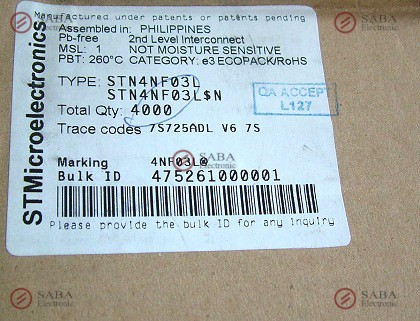 Manufactured under patents or patents pending
Assembled in: PHILIPPINES
Pb-free 2nd Level Interconnect
MSL: 1 NOT MOISTURE SENSITIVE
PBT: 260°C CATEGORY: e3 ECOPACK/RoHS
TYPE: STN4NF03L
STN4NF03L$N
Total Qty: 4000
Trace codes 7S725ADL V6 7S
Marking 4NF03L@
Bulk ID 475261000001
Please provide the bulk ID for any inquiry
STMicroelectronics
QA ACCEPT
L127
SABA
Electronic
SABA
Electronic
SABA
Electronic
SABA
Electronic
SABA
Electronic